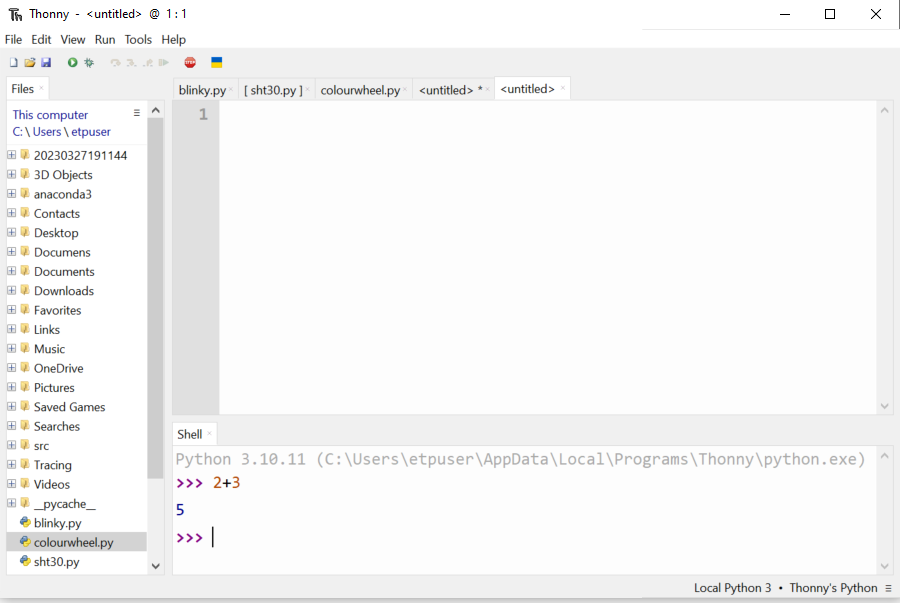 Thonny - <untitled> @ 1 : 1
File Edit View Run Tools Help
STOP
Files
This computer
C: \ Users \ etpuser
20230327191144
3D Objects
anaconda3
Contacts
Desktop
Documens
Documents
Downloads
Favorites
Links
Music
OneDrive
Pictures
Saved Games
Searches
src
Tracing
Videos
__pycache__
blinky.py
colourwheel.py
sht30.py
blinky.py [ sht30.py ] colourwheel.py <untitled> * <untitled>
1
Shell
Python 3.10.11 (C:\Users\etpuser\AppData\Local\Programs\Thonny\python.exe)
>>> 2+3
5
>>>
Local Python 3 • Thonny's Python ≡